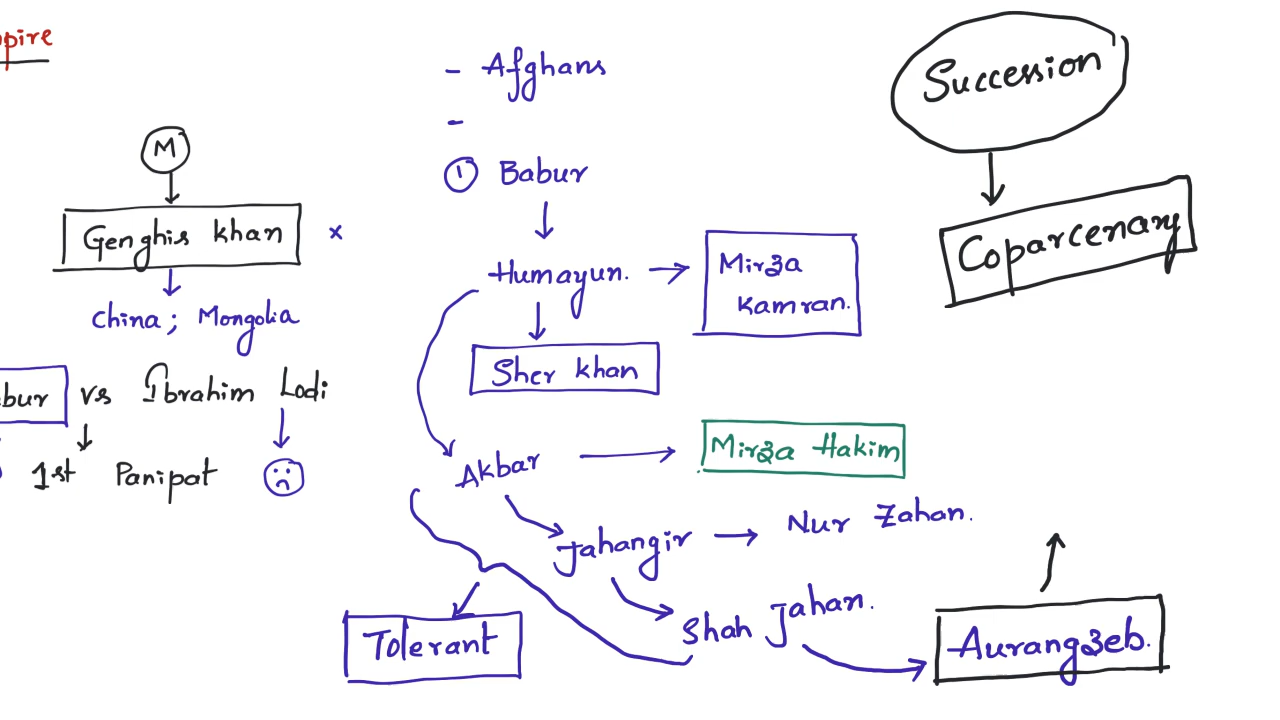 pire
M
Genghis khan x
China; Mongolia
bur vs Ibrahim Lodi
1st Panipat
- Afghans
-
1 Babur
Humayun. Mirza
Kamran.
Sher khan
Akbar Mirza Hakim
Jahangir Nur Zahan.
Shah Jahan.
Tolerant
Aurangzeb.
Succession
Coparcenary